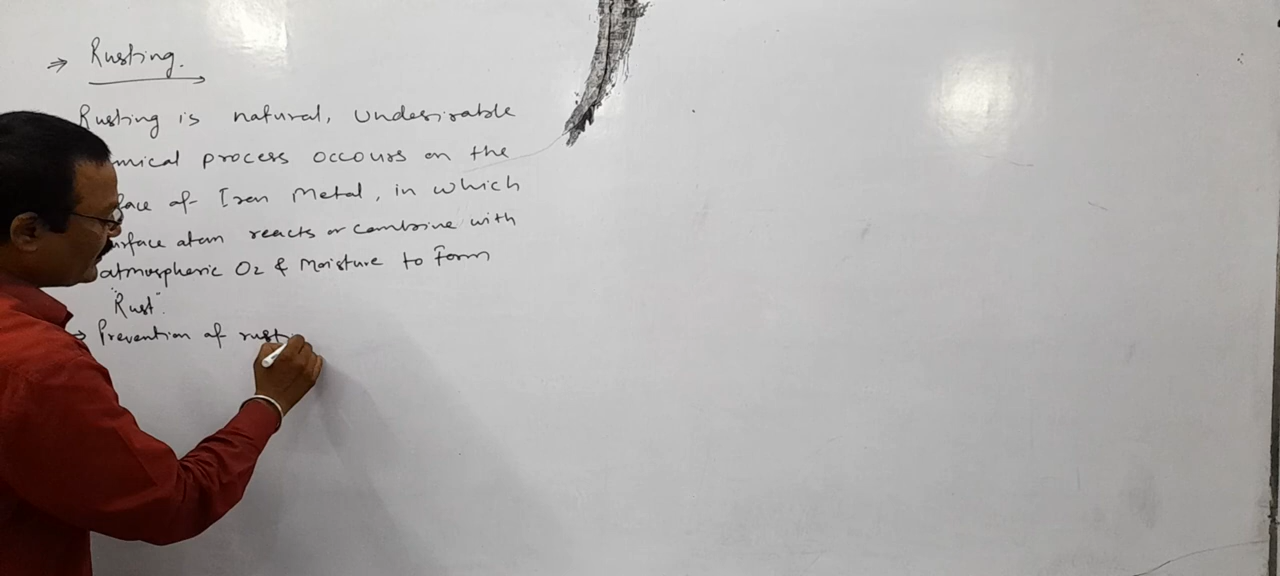 ⇒ Rusting.
Rusting is natural, undesirable
mical process occours on the
face of Iron Metal, in which
urface atom reacts or combine with
atmospheric O2 & Moisture to form
"Rust".
⇒ Prevention of rust